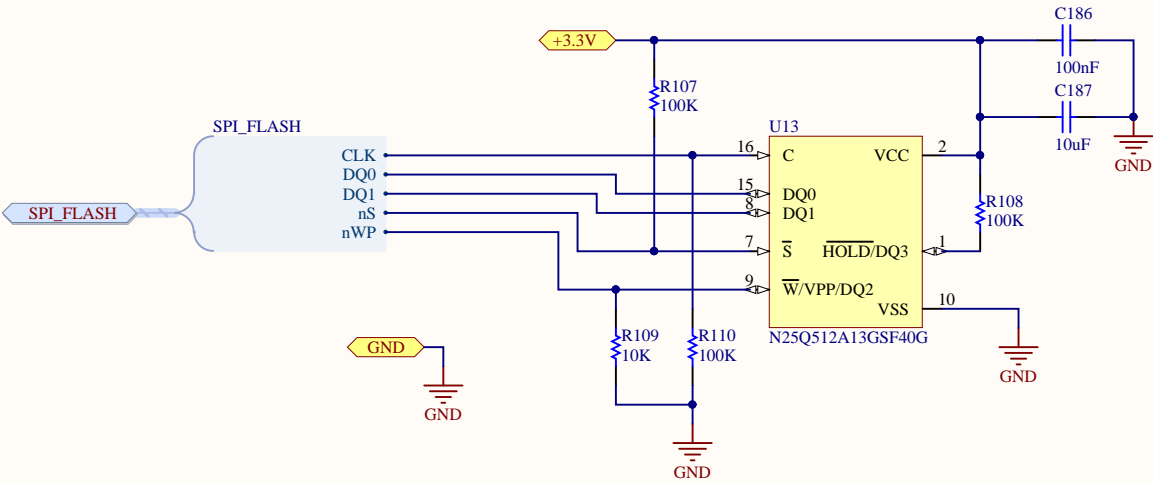 C186
+3.3V
100nF
R107
100K
C187
10uF
GND
SPI_FLASH
U13
CLK
16
C
VCC
2
DQ0
15
DQ0
DQ1
8
DQ1
R108
100K
SPI_FLASH
nS
nWP
7
S
HOLD/DQ3
1
9
W/VPP/DQ2
VSS
10
R109
10K
R110
100K
N25Q512A13GSF40G
GND
GND
GND
GND